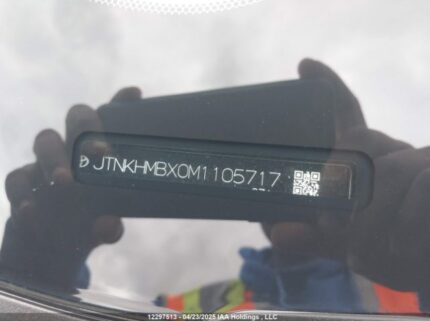 JTNKHMBX0M1105717
12297513 - 04/23/2025 IAA Holdings , LLC